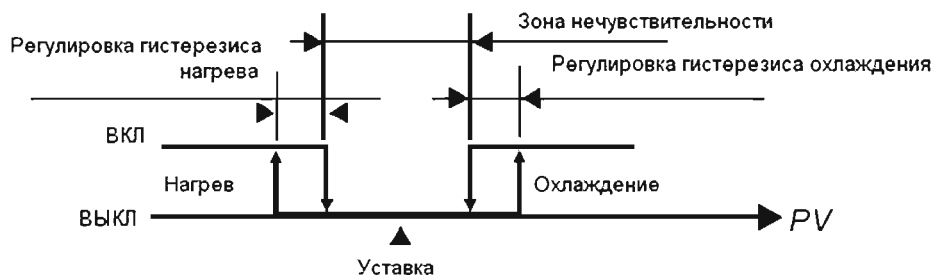 Зона нечувствительности
Регулировка гистерезиса
нагрева
Регулировка гистерезиса охлаждения
ВКЛ
Нагрев
Охлаждение
ВЫКЛ
PV
Уставка